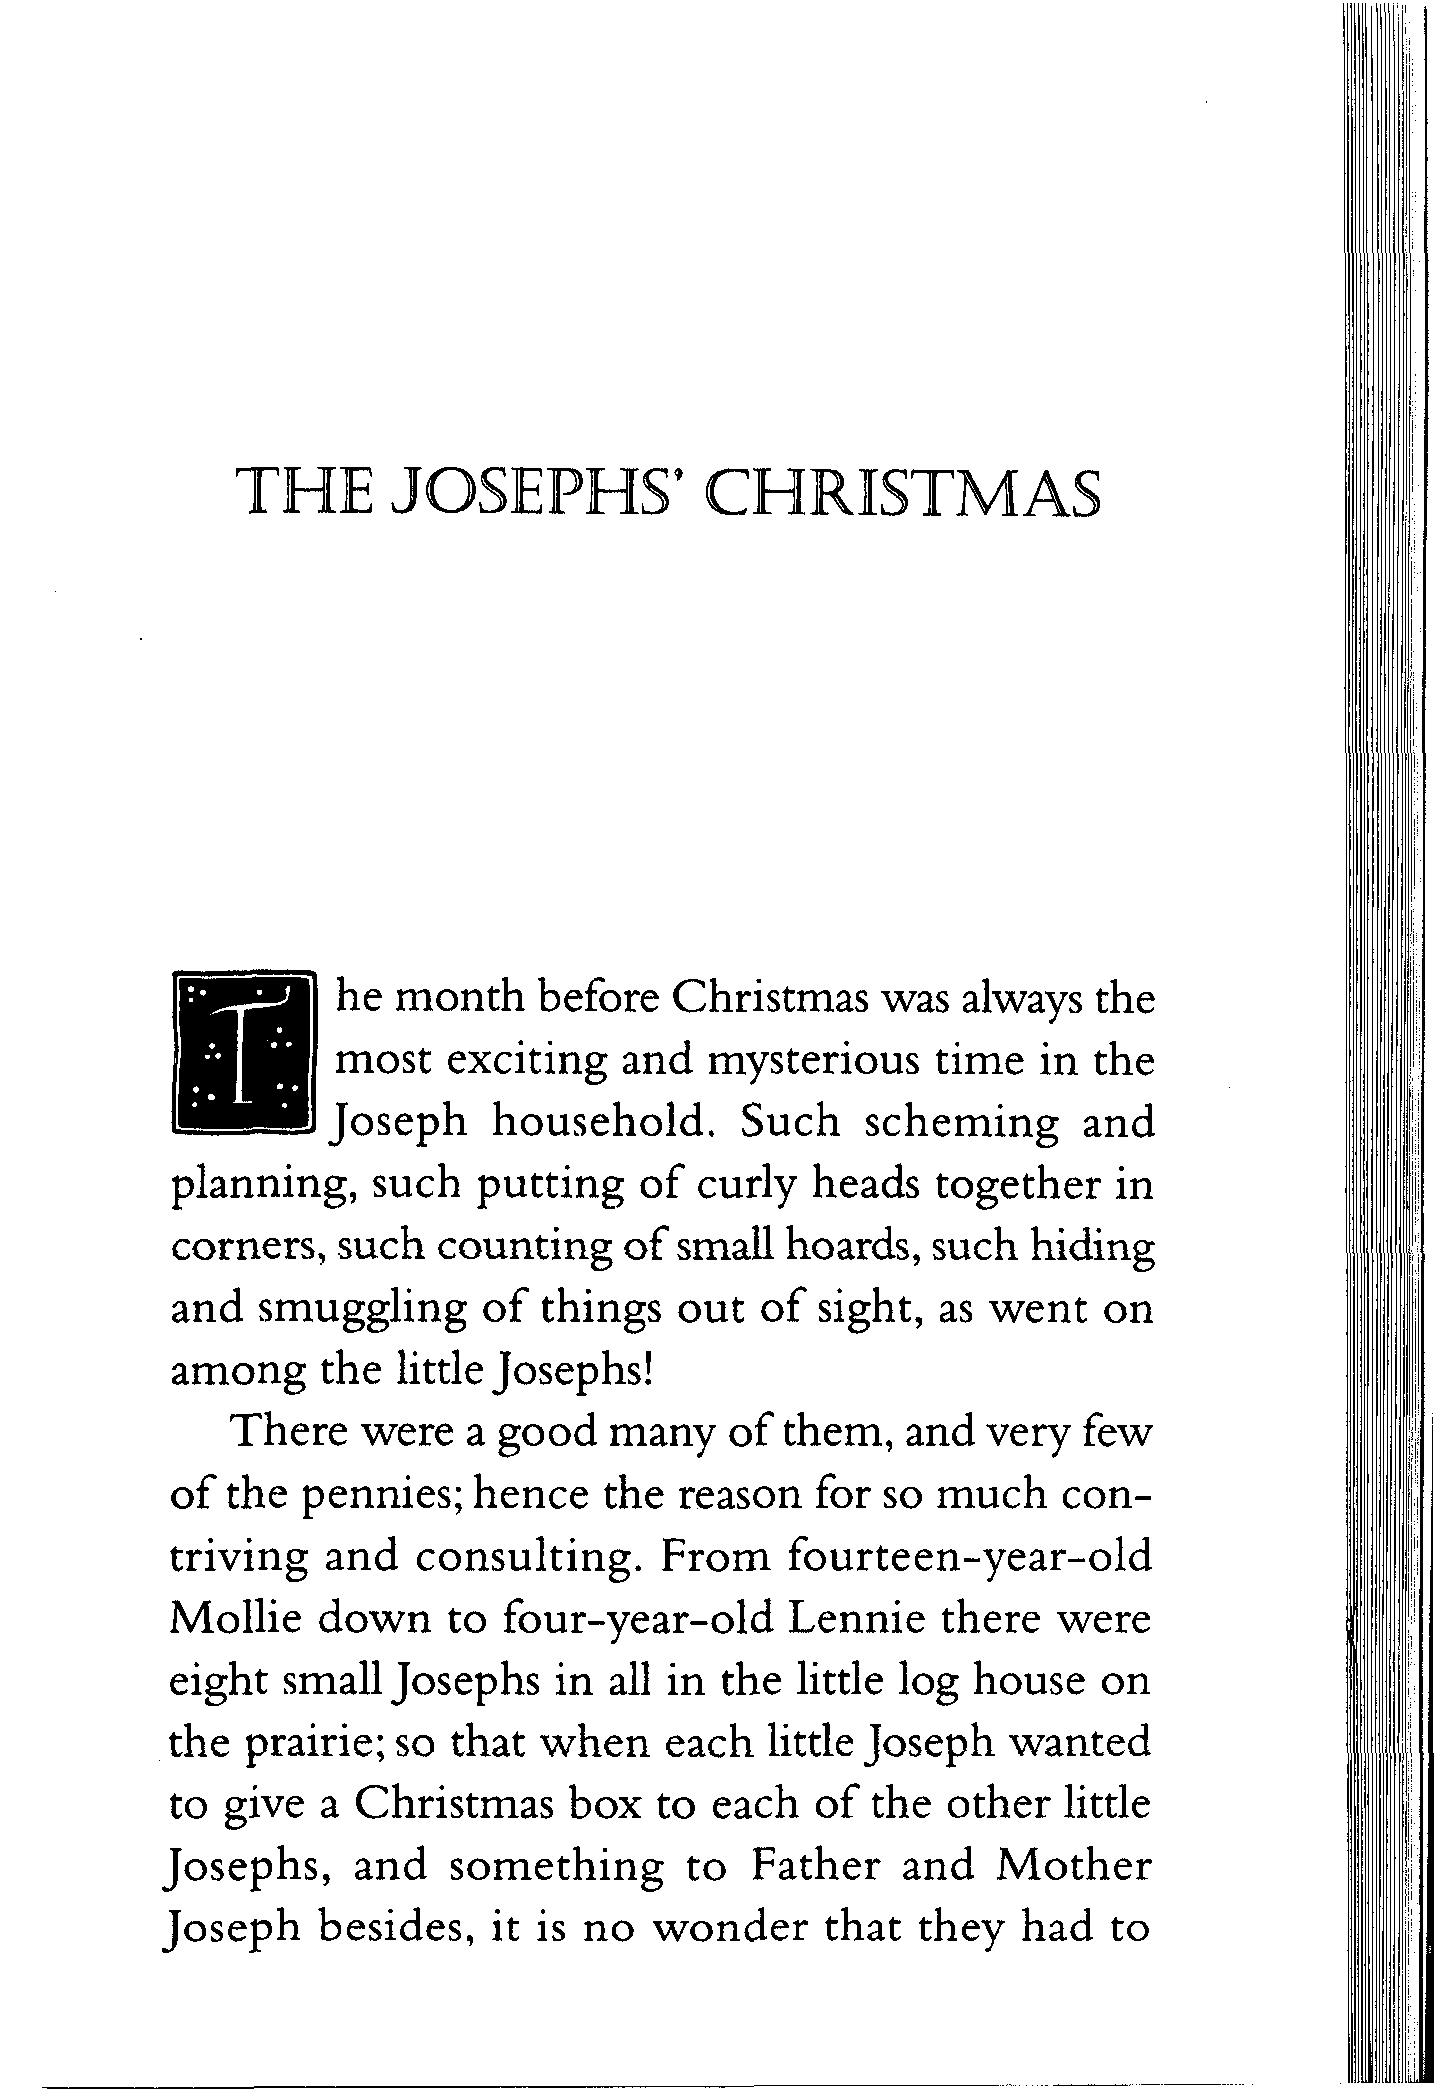 THE JOSEPHS' CHRISTMAS
The month before Christmas was always the
most exciting and mysterious time in the
Joseph household. Such scheming and
planning, such putting of curly heads together in
corners, such counting of small hoards, such hiding
and smuggling of things out of sight, as went on
among the little Josephs!
There were a good many of them, and very few
of the pennies; hence the reason for so much con-
triving and consulting. From fourteen-year-old
Mollie down to four-year-old Lennie there were
eight small Josephs in all in the little log house on
the prairie; so that when each little Joseph wanted
to give a Christmas box to each of the other little
Josephs, and something to Father and Mother
Joseph besides, it is no wonder that they had to